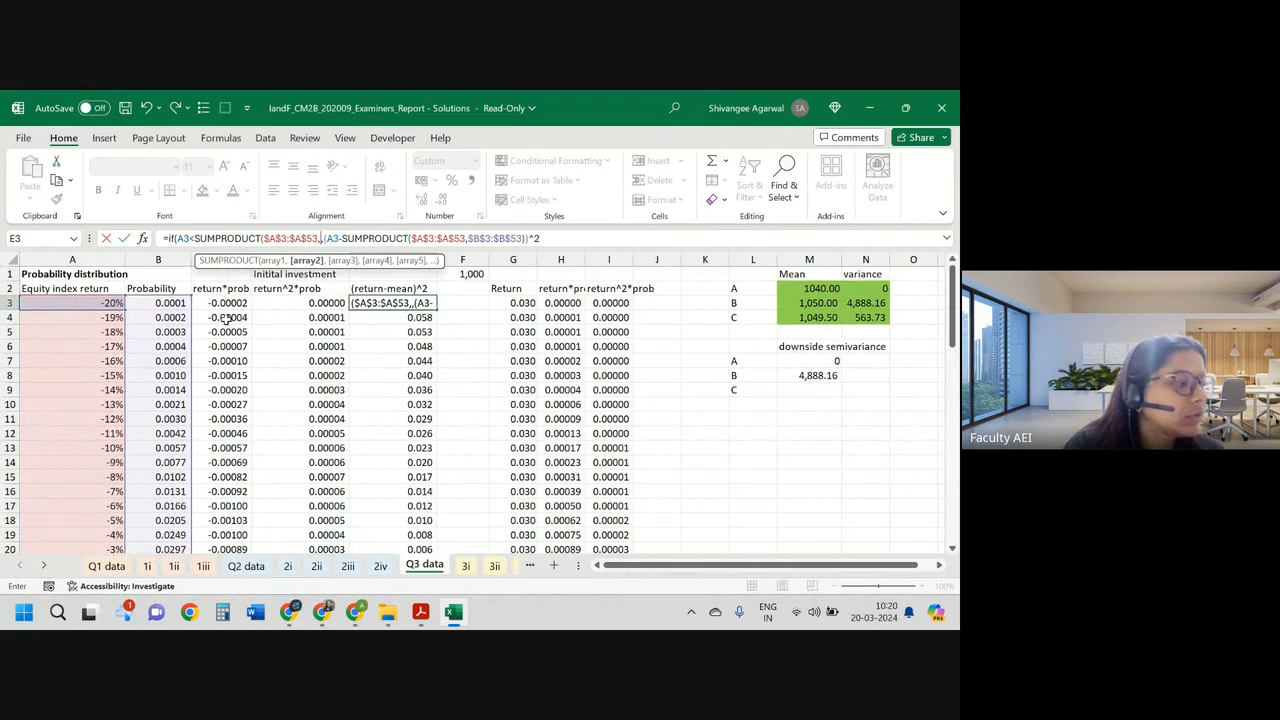 AutoSave Off IandF_CM2B_202009_Examiners_Report - Solutions - Read-Only Shivangee Agarwal SA
File Home Insert Page Layout Formulas Data Review View Developer Help Comments Share
Paste Custom Conditional Formatting Format as Table Cell Styles Insert Delete Format Sort & Filter Find & Select Add-ins Analyze Data
Clipboard Font Alignment Number Styles Cells Editing Add-ins
E3 =if(A3<SUMPRODUCT($A$3:$A$53,,(A3-SUMPRODUCT($A$3:$A$53,$B$3:$B$53))^2
SUMPRODUCT(array1, [array2], [array3], [array4], [array5], ...)
A B C D E F G H I J K L M N O
1 Probability distribution Initital investment 1,000 Mean variance
2 Equity index return Probability return*prob return^2*prob (return-mean)^2 Return return*pr return^2*prob A 1040.00 0
3 -20% 0.0001 -0.00002 0.00000 ($A$3:$A$53,,(A3- 0.030 0.00000 0.00000 B 1,050.00 4,888.16
4 -19% 0.0002 0.00001 0.058 0.030 0.00001 0.00000 C 1,049.50 563.73
5 -18% 0.0003 -0.00005 0.00001 0.053 0.030 0.00001 0.00000
6 -17% 0.0004 -0.00007 0.00001 0.048 0.030 0.00001 0.00000 downside semivariance
7 -16% 0.0006 -0.00010 0.00002 0.044 0.030 0.00002 0.00000 A 0
8 -15% 0.0010 -0.00015 0.00002 0.040 0.030 0.00003 0.00000 B 4,888.16
9 -14% 0.0014 -0.00020 0.00003 0.036 0.030 0.00004 0.00000 C
10 -13% 0.0021 -0.00027 0.00004 0.032 0.030 0.00006 0.00000
11 -12% 0.0030 -0.00036 0.00004 0.029 0.030 0.00009 0.00000
12 -11% 0.0042 -0.00046 0.00005 0.026 0.030 0.00013 0.00000
13 -10% 0.0057 -0.00057 0.00006 0.023 0.030 0.00017 0.00001
14 -9% 0.0077 -0.00069 0.00006 0.020 0.030 0.00023 0.00001
15 -8% 0.0102 -0.00082 0.00007 0.017 0.030 0.00031 0.00001
16 -7% 0.0131 -0.00092 0.00006 0.014 0.030 0.00039 0.00001
17 -6% 0.0166 -0.00100 0.00006 0.012 0.030 0.00050 0.00001
18 -5% 0.0205 -0.00103 0.00005 0.010 0.030 0.00062 0.00002
19 -4% 0.0249 -0.00100 0.00004 0.008 0.030 0.00075 0.00002
20 -3% 0.0297 -0.00089 0.00003 0.006 0.030 0.00089 0.00003
Q1 data 1i 1ii 1iii Q2 data 2i 2ii 2iii 2iv Q3 data 3i 3ii
Enter Accessibility: Investigate 100%
ENG IN 10:20 20-03-2024
Faculty AEI